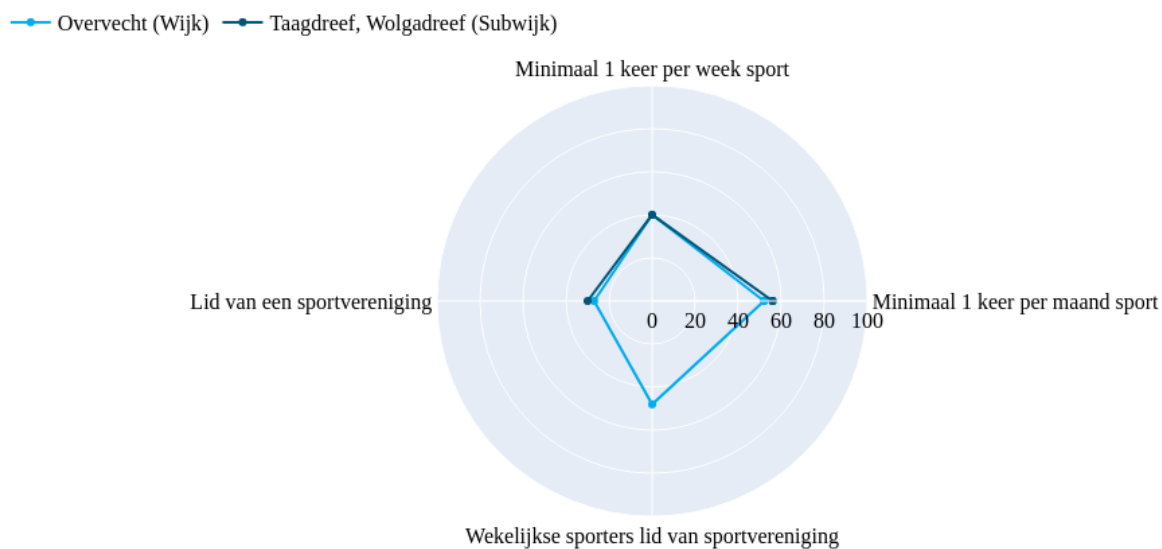 Overvecht (Wijk) Taagdreef, Wolgadreef (Subwijk)
Minimaal 1 keer per week sport
Lid van een sportvereniging
Minimaal 1 keer per maand sport
0 20 40 60 80 100
Wekelijkse sporters lid van sportvereniging